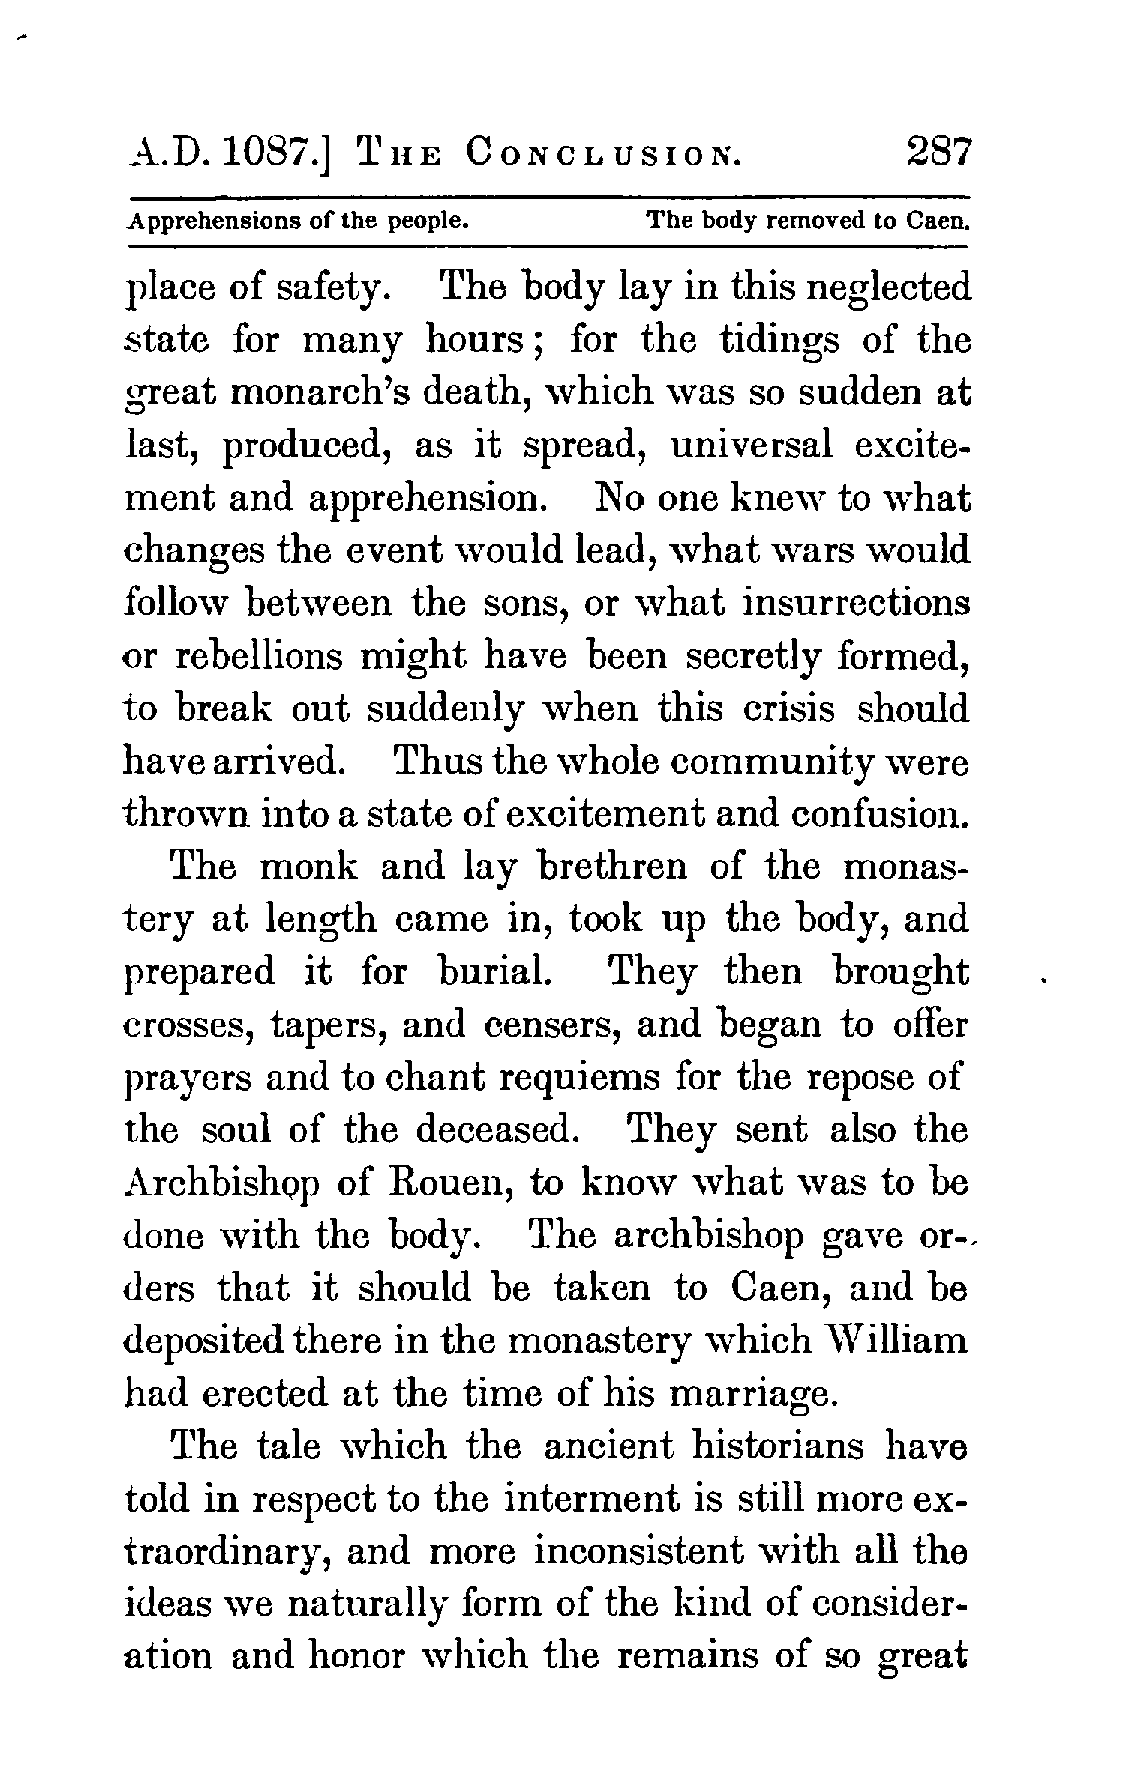 A.D. 1087.] THE CONCLUSION. 287
Apprehensions of the people. The body removed to Caen.
place of safety. The body lay in this neglected
state for many hours; for the tidings of the
great monarch's death, which was so sudden at
last, produced, as it spread, universal excite-
ment and apprehension. No one knew to what
changes the event would lead, what wars would
follow between the sons, or what insurrections
or rebellions might have been secretly formed,
to break out suddenly when this crisis should
have arrived. Thus the whole community were
thrown into a state of excitement and confusion.
The monk and lay brethren of the monas-
tery at length came in, took up the body, and
prepared it for burial. They then brought
crosses, tapers, and censers, and began to offer
prayers and to chant requiems for the repose of
the soul of the deceased. They sent also the
Archbishop of Rouen, to know what was to be
done with the body. The archbishop gave or-
ders that it should be taken to Caen, and be
deposited there in the monastery which William
had erected at the time of his marriage.
The tale which the ancient historians have
told in respect to the interment is still more ex-
traordinary, and more inconsistent with all the
ideas we naturally form of the kind of consider-
ation and honor which the remains of so great